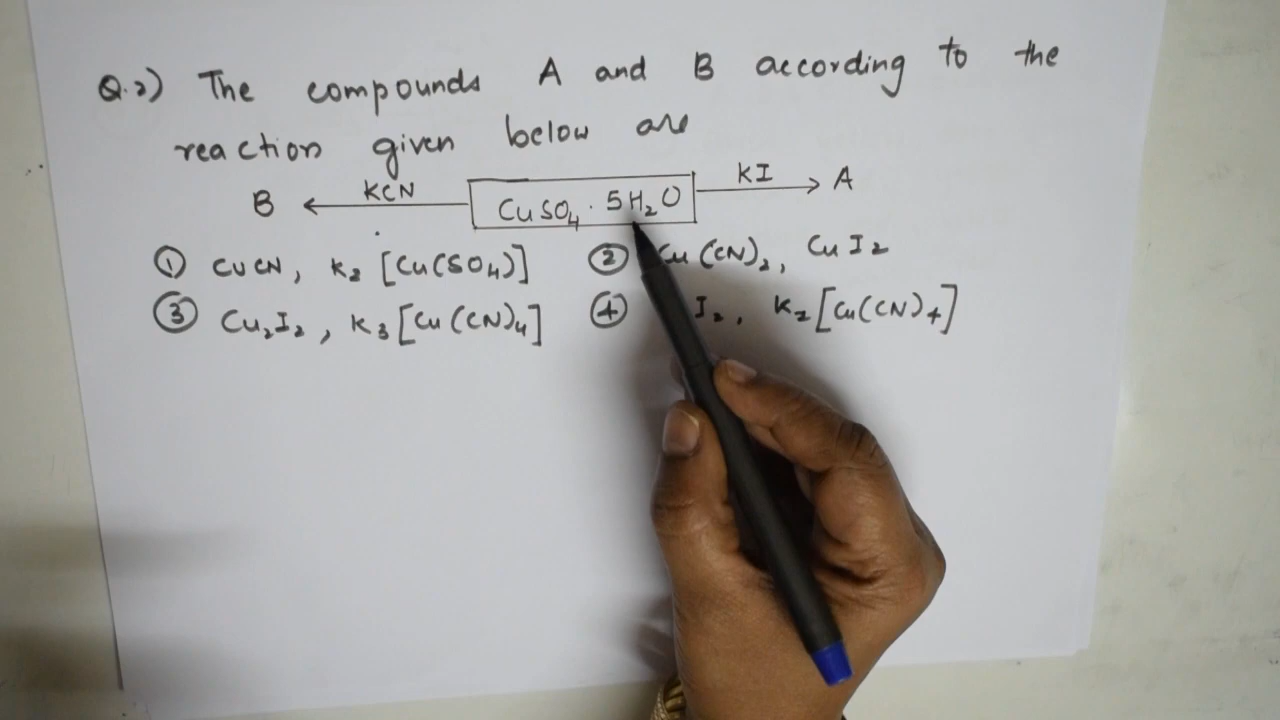 Q.2) The compounds A and B according to the
reaction given below are
B ← KCN CuSO4 · 5H2O KI → A
① CuCN, K2 [Cu(SO4)] ② Cu (CN)2, CuI2
③ Cu2I2, K3 [Cu(CN)4] ④ I2, K2 [Cu(CN)4]